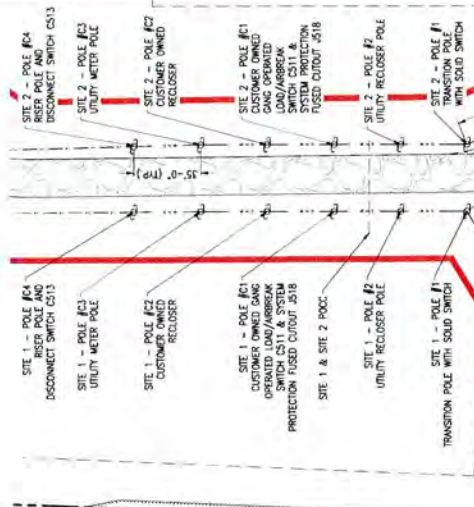 SITE 2 - POLE #C4
RISER POLE AND
DISCONNECT SWITCH C513
SITE 2 - POLE #C3
UTILITY METER POLE
SITE 2 - POLE #C2
CUSTOMER OWNED
RECLOSER
SITE 2 - POLE #C1
CUSTOMER OWNED
GANG OPERATED
LOAD/AIRBREAK
SWITCH C511 &
SYSTEM PROTECTION
FUSED CUTOUT J518
SITE 2 - POLE #2
UTILITY RECLOSER POLE
SITE 2 - POLE #1
TRANSITION POLE
WITH SOLID SWITCH
35'-0" (TYP.)
SITE 1 - POLE #C4
RISER POLE AND
DISCONNECT SWITCH C513
SITE 1 - POLE #C3
UTILITY METER POLE
SITE 1 - POLE #C2
CUSTOMER OWNED
RECLOSER
SITE 1 - POLE #C1
CUSTOMER OWNED GANG
OPERATED LOAD/AIRBREAK
SWITCH C511 & SYSTEM
PROTECTION FUSED CUTOUT J518
SITE 1 & SITE 2 POCC
SITE 1 - POLE #2
UTILITY RECLOSER POLE
SITE 1 - POLE #1
TRANSITION POLE WITH SOLID SWITCH